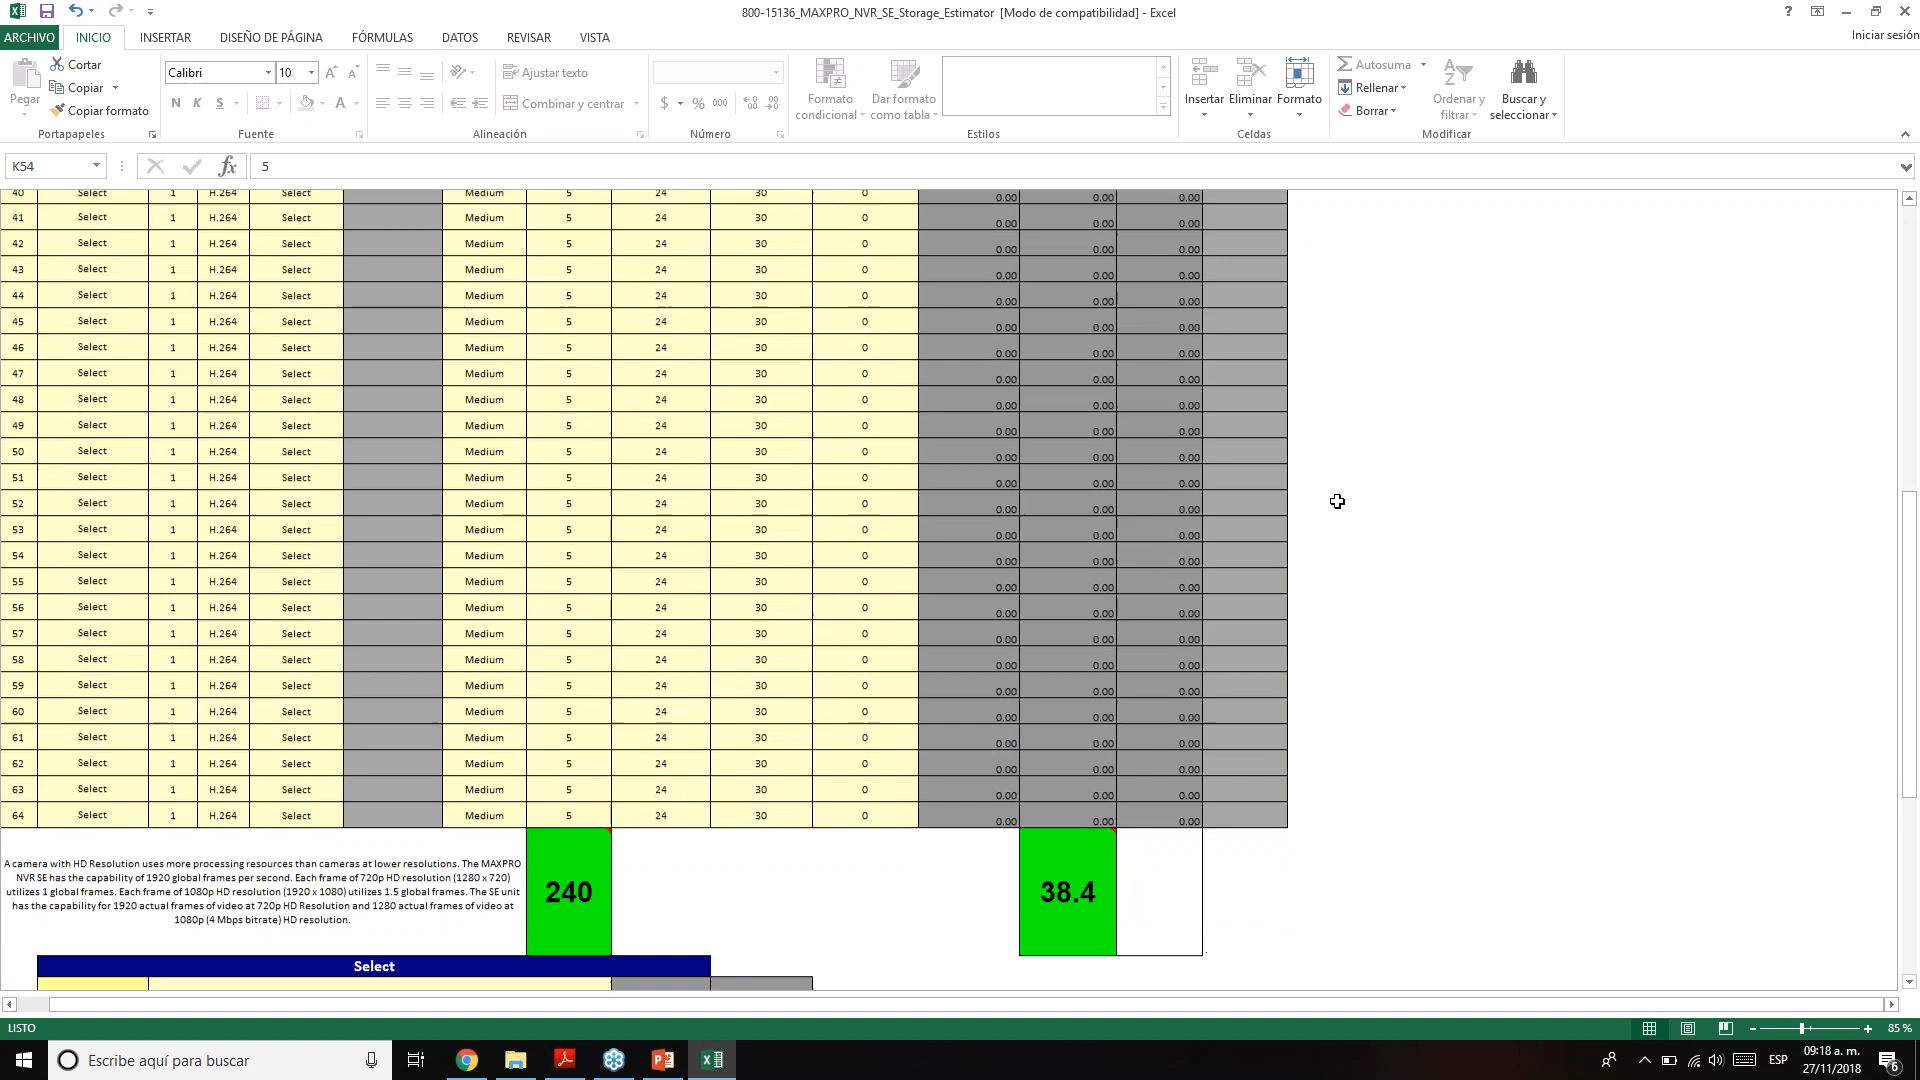 800-15136_MAXPRO_NVR_SE_Storage_Estimator [Modo de compatibilidad] - Excel
ARCHIVO INICIO INSERTAR DISEÑO DE PÁGINA FÓRMULAS DATOS REVISAR VISTA Iniciar sesión
Pegar Cortar Copiar Copiar formato Portapapeles
Calibri 10 N K S A Fuente
Ajustar texto Combinar y centrar Alineación
$ % 000 Número
Formato condicional Dar formato como tabla Estilos
Insertar Eliminar Formato Celdas
Autosuma Rellenar Borrar Ordenar y filtrar Buscar y seleccionar Modificar
K54 fx 5
40 Select 1 H.264 Select Medium 5 24 30 0 0.00 0.00 0.00
41 Select 1 H.264 Select Medium 5 24 30 0 0.00 0.00 0.00
42 Select 1 H.264 Select Medium 5 24 30 0 0.00 0.00 0.00
43 Select 1 H.264 Select Medium 5 24 30 0 0.00 0.00 0.00
44 Select 1 H.264 Select Medium 5 24 30 0 0.00 0.00 0.00
45 Select 1 H.264 Select Medium 5 24 30 0 0.00 0.00 0.00
46 Select 1 H.264 Select Medium 5 24 30 0 0.00 0.00 0.00
47 Select 1 H.264 Select Medium 5 24 30 0 0.00 0.00 0.00
48 Select 1 H.264 Select Medium 5 24 30 0 0.00 0.00 0.00
49 Select 1 H.264 Select Medium 5 24 30 0 0.00 0.00 0.00
50 Select 1 H.264 Select Medium 5 24 30 0 0.00 0.00 0.00
51 Select 1 H.264 Select Medium 5 24 30 0 0.00 0.00 0.00
52 Select 1 H.264 Select Medium 5 24 30 0 0.00 0.00 0.00
53 Select 1 H.264 Select Medium 5 24 30 0 0.00 0.00 0.00
54 Select 1 H.264 Select Medium 5 24 30 0 0.00 0.00 0.00
55 Select 1 H.264 Select Medium 5 24 30 0 0.00 0.00 0.00
56 Select 1 H.264 Select Medium 5 24 30 0 0.00 0.00 0.00
57 Select 1 H.264 Select Medium 5 24 30 0 0.00 0.00 0.00
58 Select 1 H.264 Select Medium 5 24 30 0 0.00 0.00 0.00
59 Select 1 H.264 Select Medium 5 24 30 0 0.00 0.00 0.00
60 Select 1 H.264 Select Medium 5 24 30 0 0.00 0.00 0.00
61 Select 1 H.264 Select Medium 5 24 30 0 0.00 0.00 0.00
62 Select 1 H.264 Select Medium 5 24 30 0 0.00 0.00 0.00
63 Select 1 H.264 Select Medium 5 24 30 0 0.00 0.00 0.00
64 Select 1 H.264 Select Medium 5 24 30 0 0.00 0.00 0.00
A camera with HD Resolution uses more processing resources than cameras at lower resolutions. The MAXPRO
NVR SE has the capability of 1920 global frames per second. Each frame of 720p HD resolution (1280 x 720)
utilizes 1 global frames. Each frame of 1080p HD resolution (1920 x 1080) utilizes 1.5 global frames. The SE unit
has the capability for 1920 actual frames of video at 720p HD Resolution and 1280 actual frames of video at
1080p (4 Mbps bitrate) HD resolution.
240 38.4
Select
LISTO 85 %
Escribe aquí para buscar ESP 09:18 a. m.
27/11/2018 6